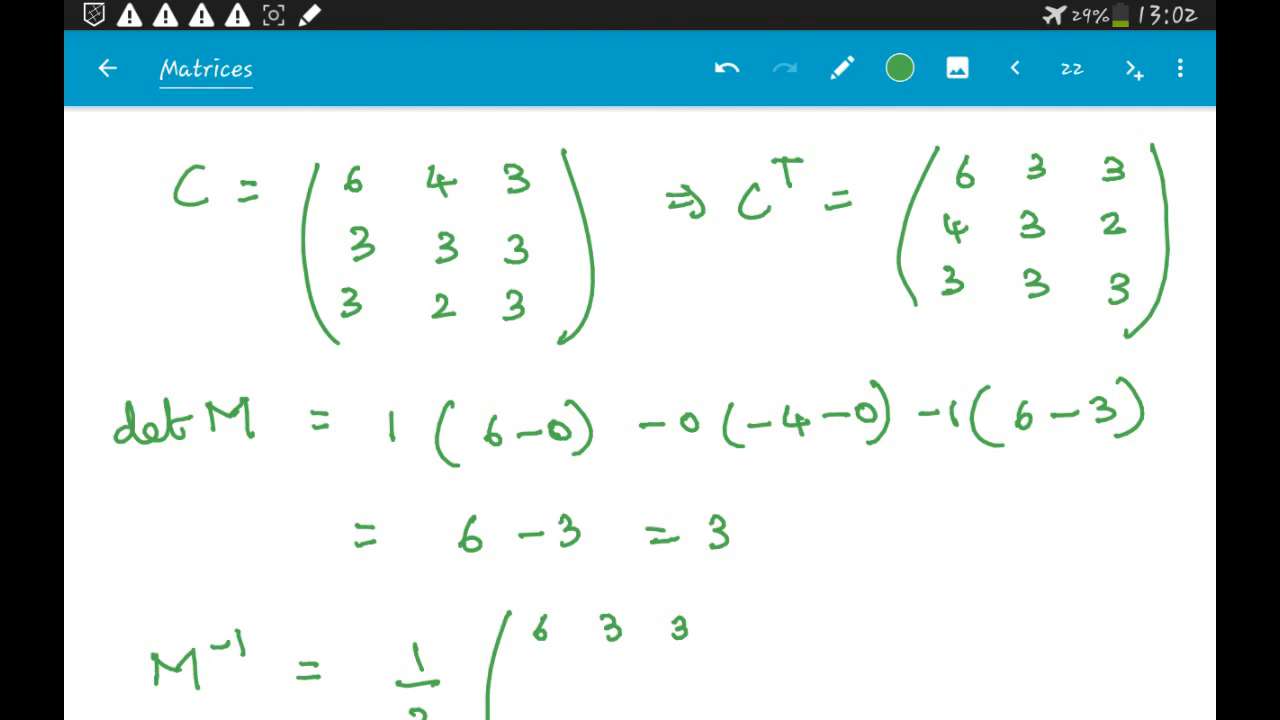 29% 13:02
Matrices 22
C = ( 6 4 3 ⇒ C^T = ( 6 3 3
3 3 3 4 3 2
3 2 3 ) 3 3 3 )
det M = 1 ( 6 - 0 ) - 0 ( - 4 - 0 ) - 1 ( 6 - 3 )
= 6 - 3 = 3
6 3 3
M^-1 = 1 (